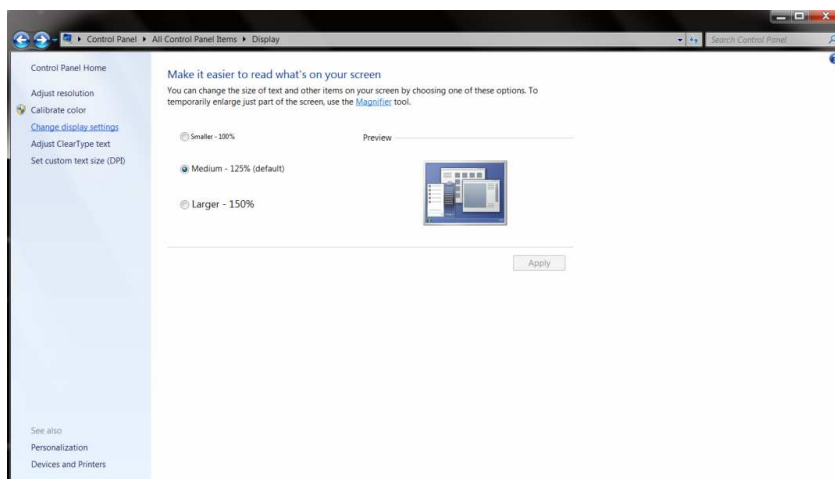 Control Panel ▸ All Control Panel Items ▸ Display
Search Control Panel
Control Panel Home
Adjust resolution
Calibrate color
Change display settings
Adjust ClearType text
Set custom text size (DPI)
Make it easier to read what's on your screen
You can change the size of text and other items on your screen by choosing one of these options. To
temporarily enlarge just part of the screen, use the Magnifier tool.
Smaller - 100%
Preview
Medium - 125% (default)
Larger - 150%
Apply
See also
Personalization
Devices and Printers